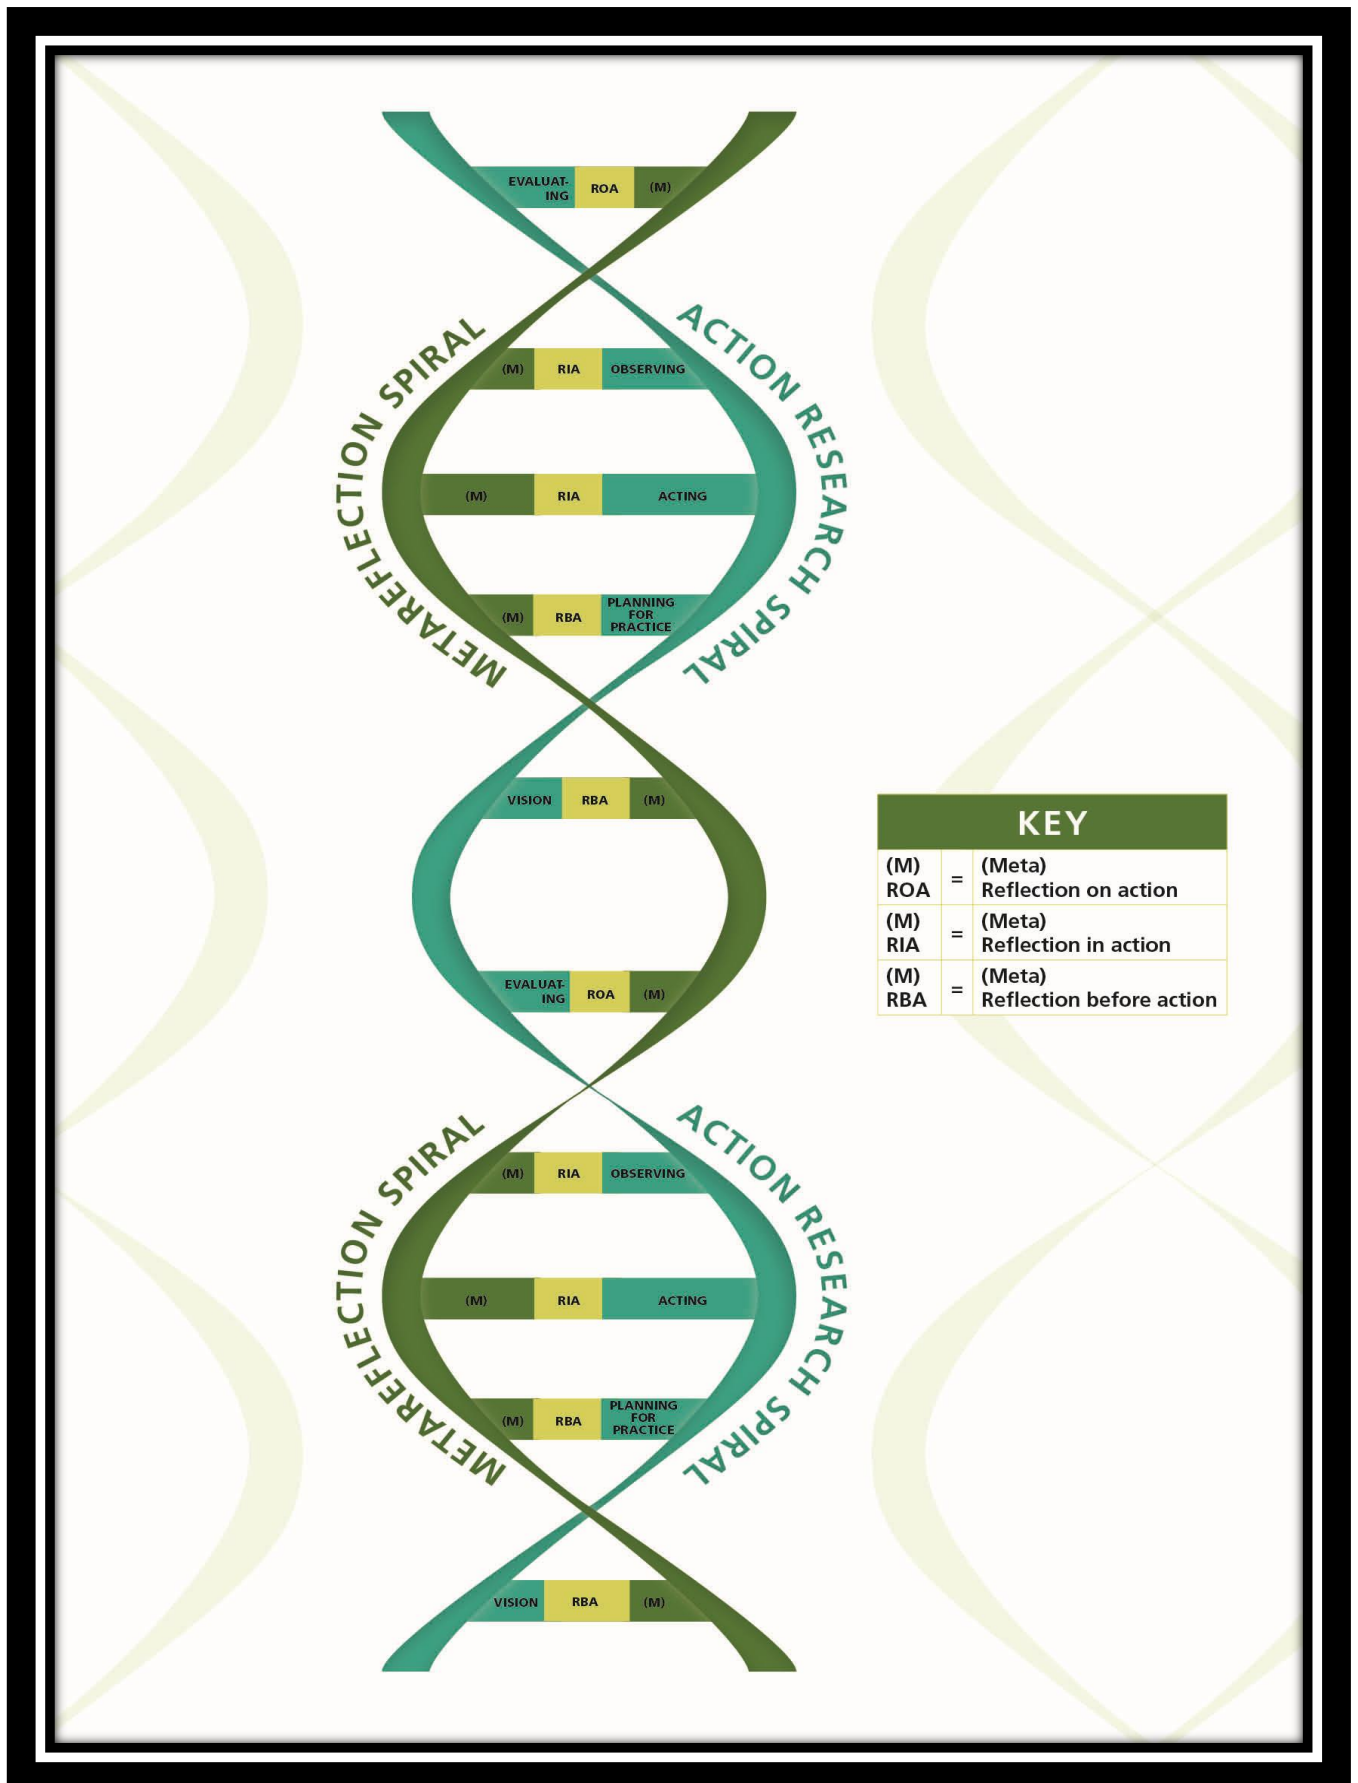 EVALUAT-
ING
ROA
(M)
METAREFLECTION SPIRAL
ACTION RESEARCH SPIRAL
(M)
RIA
OBSERVING
(M)
RIA
ACTING
(M)
RBA
PLANNING
FOR
PRACTICE
VISION
RBA
(M)
KEY
(M)
ROA
=
(Meta)
Reflection on action
(M)
RIA
=
(Meta)
Reflection in action
(M)
RBA
=
(Meta)
Reflection before action
EVALUAT-
ING
ROA
(M)
METAREFLECTION SPIRAL
ACTION RESEARCH SPIRAL
(M)
RIA
OBSERVING
(M)
RIA
ACTING
(M)
RBA
PLANNING
FOR
PRACTICE
VISION
RBA
(M)